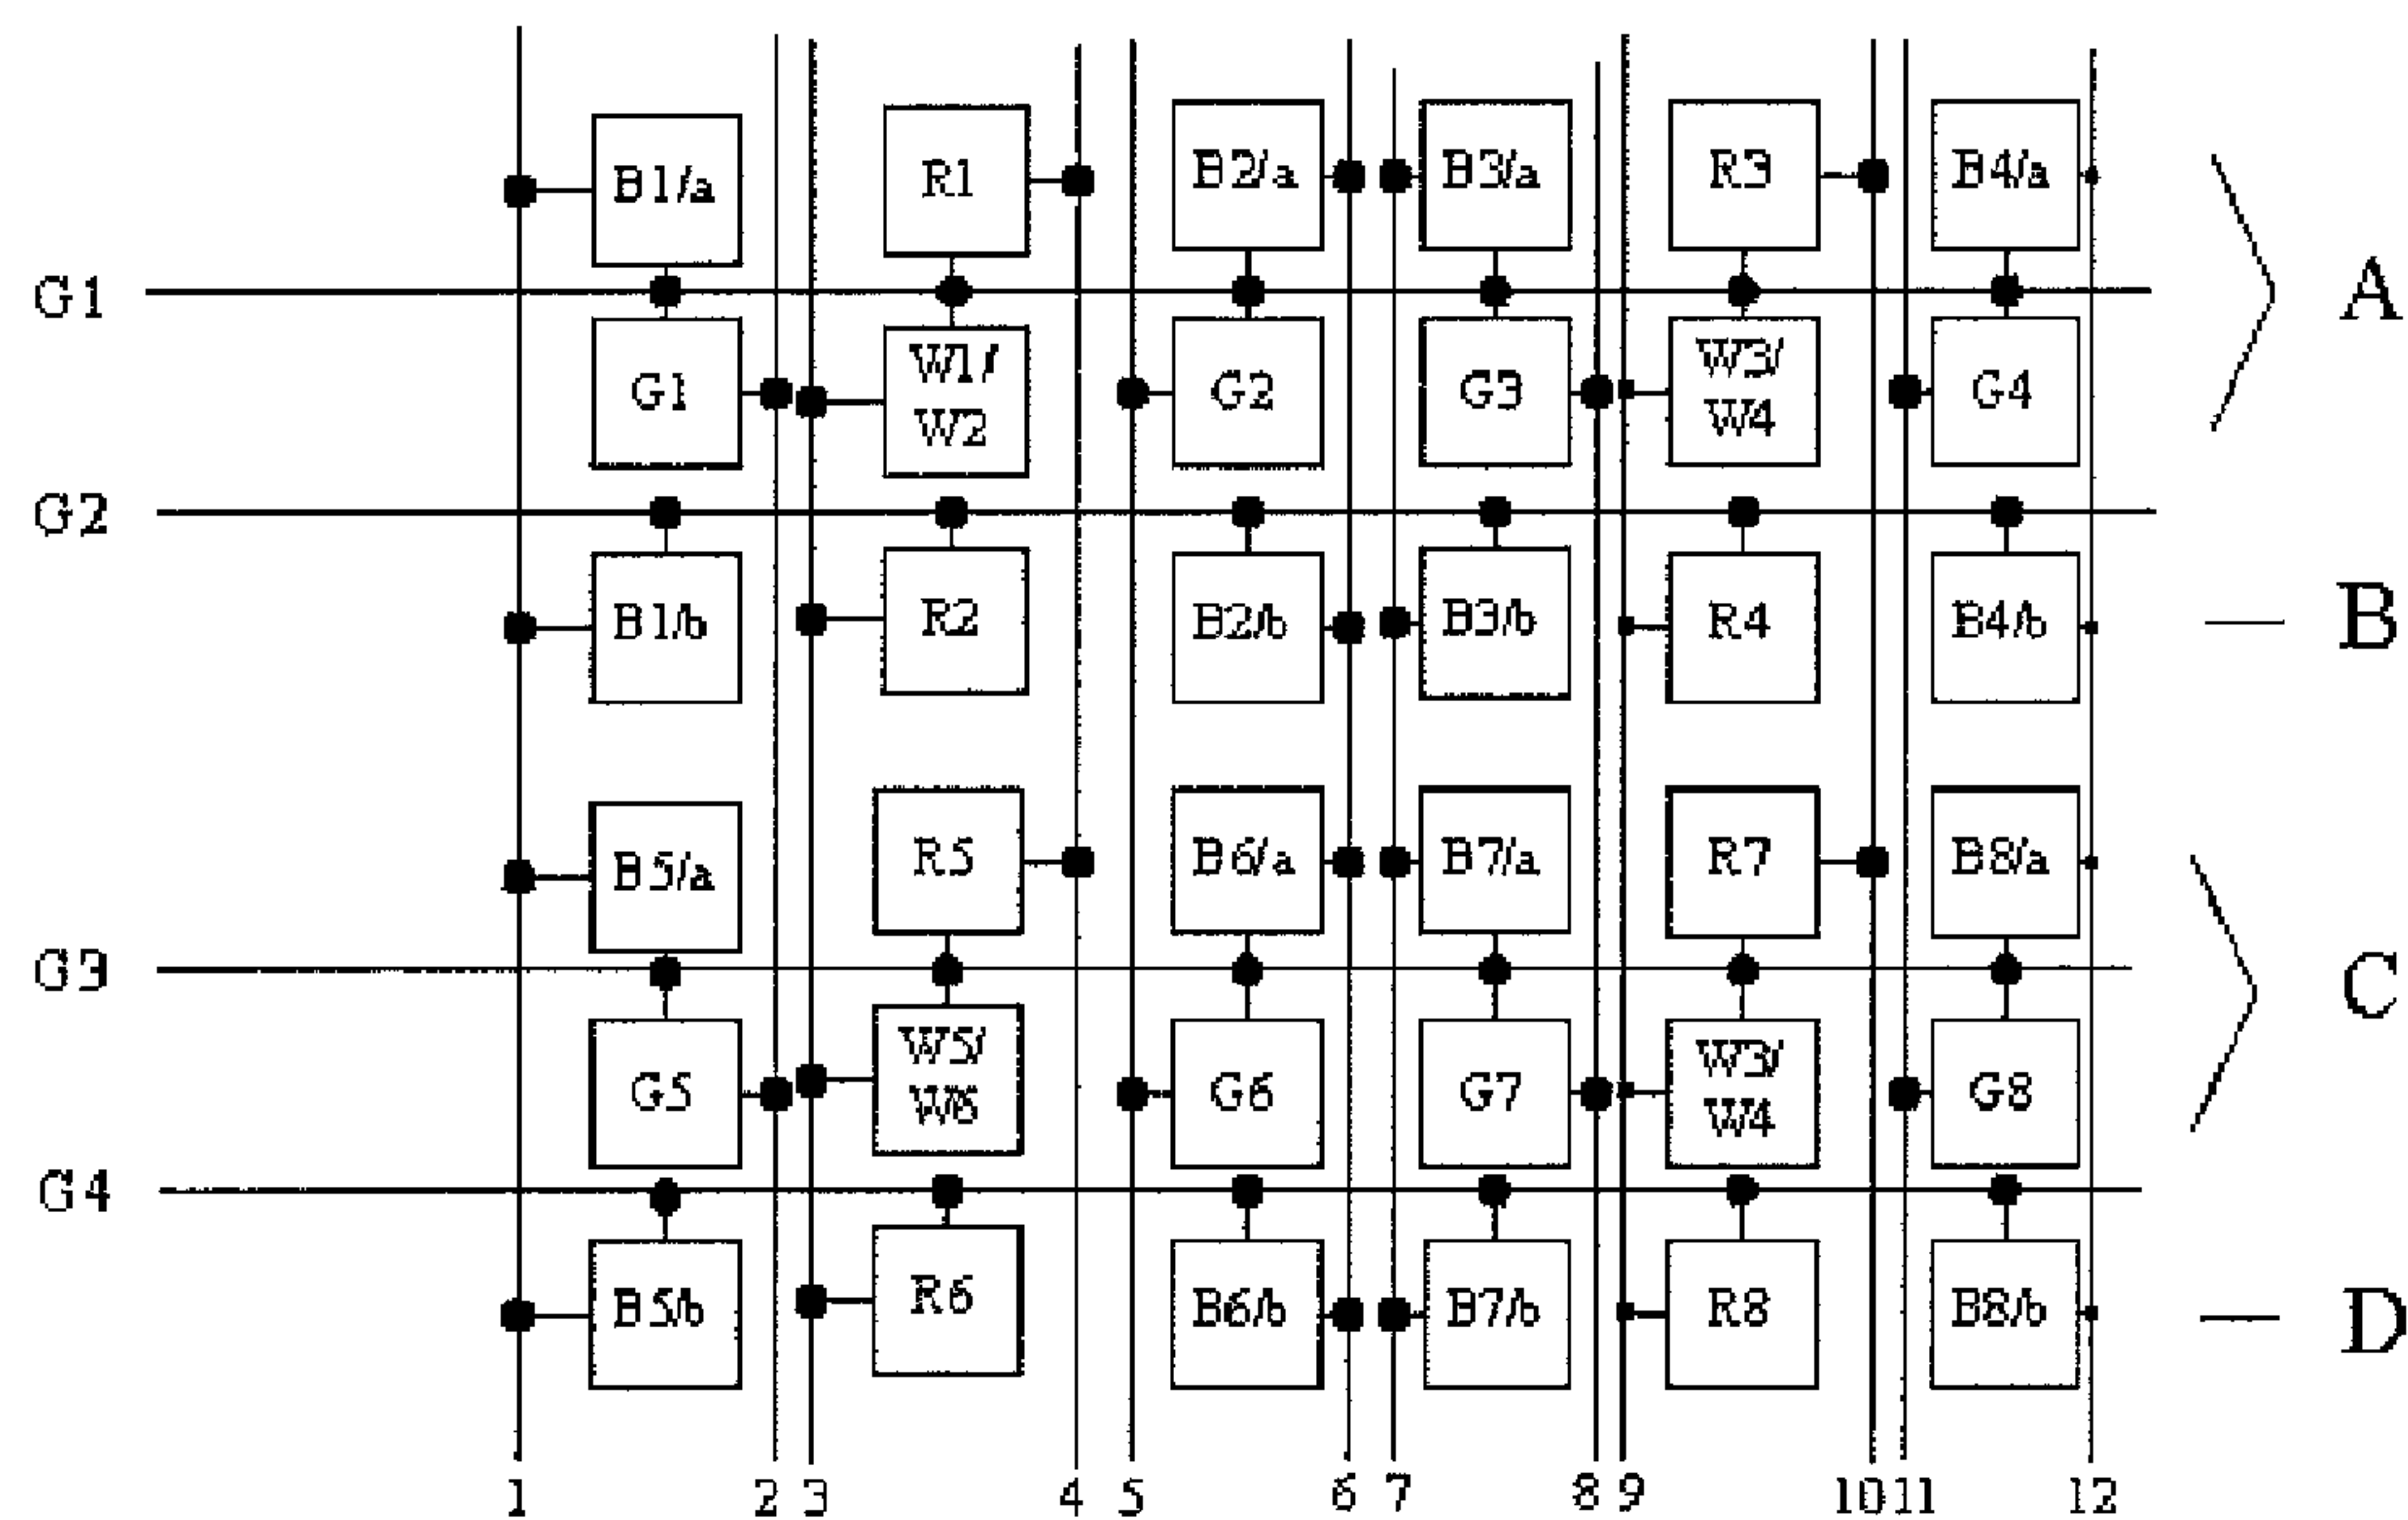 B1/a R1 B2/a B3/a R3 B4/a
G1 A
G1 W1/ W2 G2 G3 W3/ W4 G4
G2
B1/b R2 B2/b B3/b R4 B4/b B
B5/a R5 B6/a B7/a R7 B8/a
G3 C
G5 W5/ W6 G6 G7 W3/ W4 G8
G4
B5/b R6 B6/b B7/b R8 B8/b D
1 2 3 4 5 6 7 8 9 10 11 12